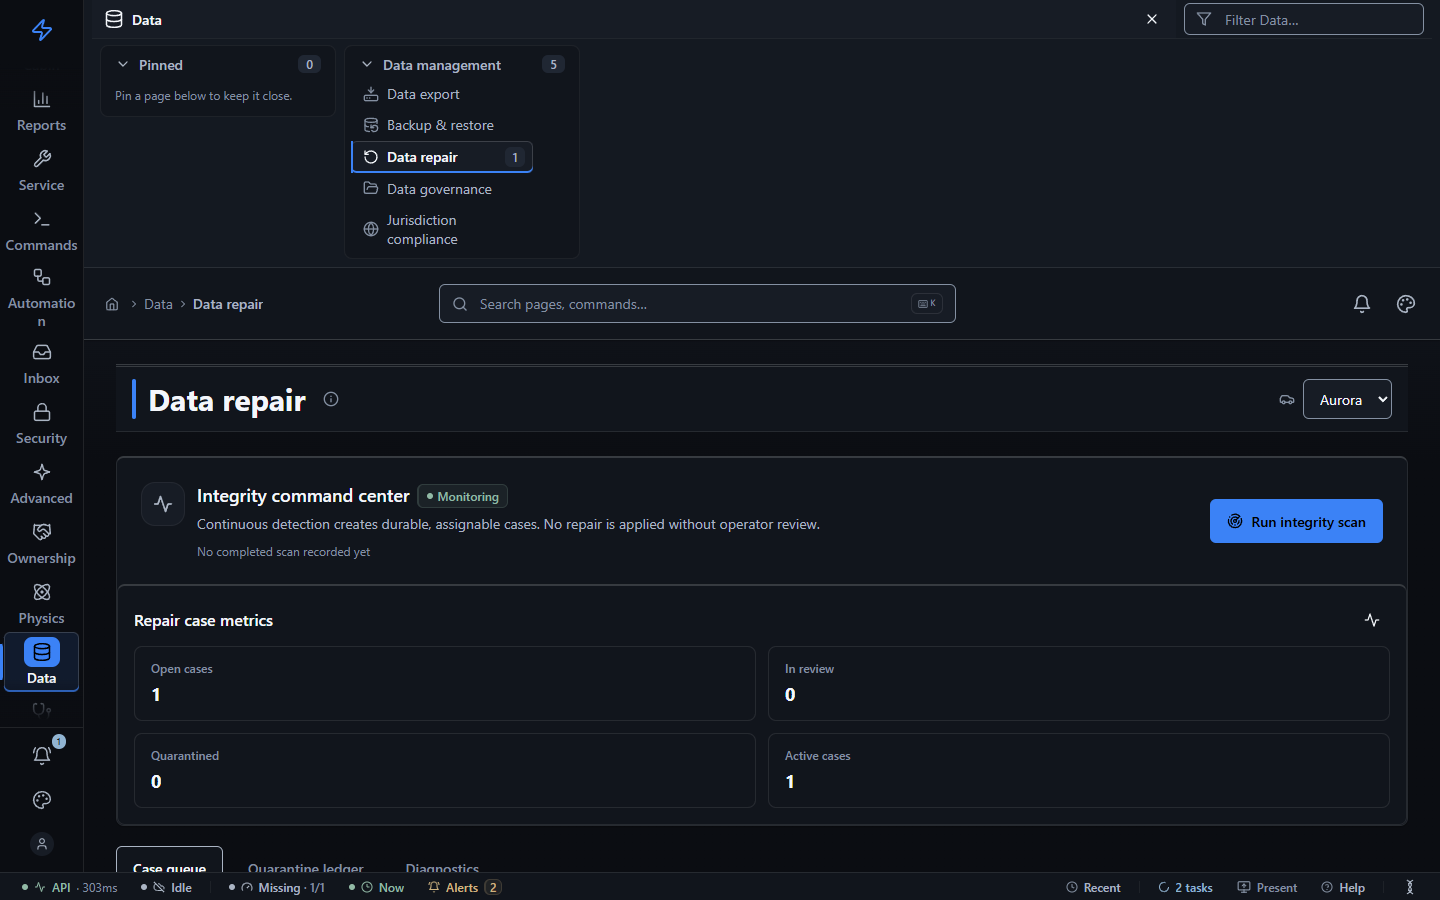 Data
Filter Data...
Pinned
0
Pin a page below to keep it close.
Data management
5
Data export
Backup & restore
Data repair
1
Data governance
Jurisdiction
compliance
Reports
Service
Commands
Automatio
n
Inbox
Security
Advanced
Ownership
Physics
Data
1
Data
Data repair
Search pages, commands...
K
Data repair
Aurora
Integrity command center
Monitoring
Continuous detection creates durable, assignable cases. No repair is applied without operator review.
No completed scan recorded yet
Run integrity scan
Repair case metrics
Open cases
1
In review
0
Quarantined
0
Active cases
1
Case queue
Quarantine ledger
Diagnostics
API · 303ms
Idle
Missing · 1/1
Now
Alerts 2
Recent
2 tasks
Present
Help